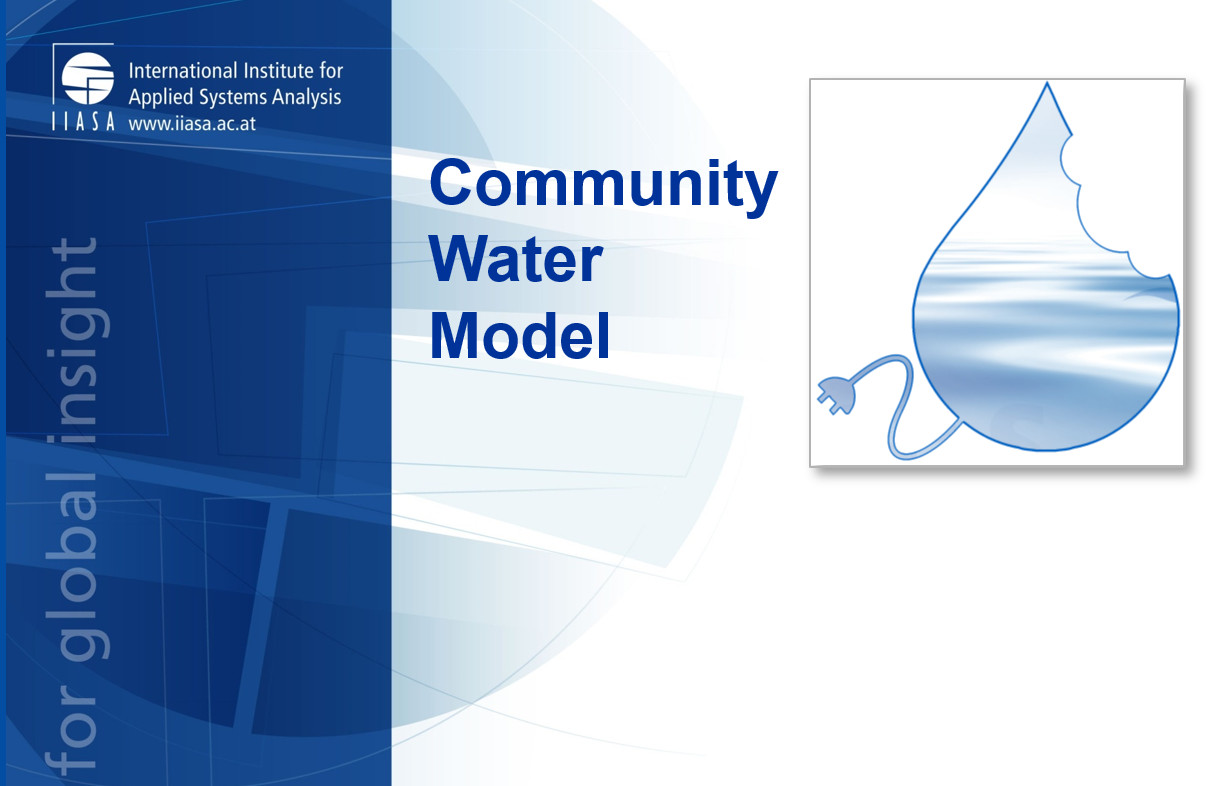 International Institute for
Applied Systems Analysis
IIASA www.iiasa.ac.at
Community
Water
Model
for global insight